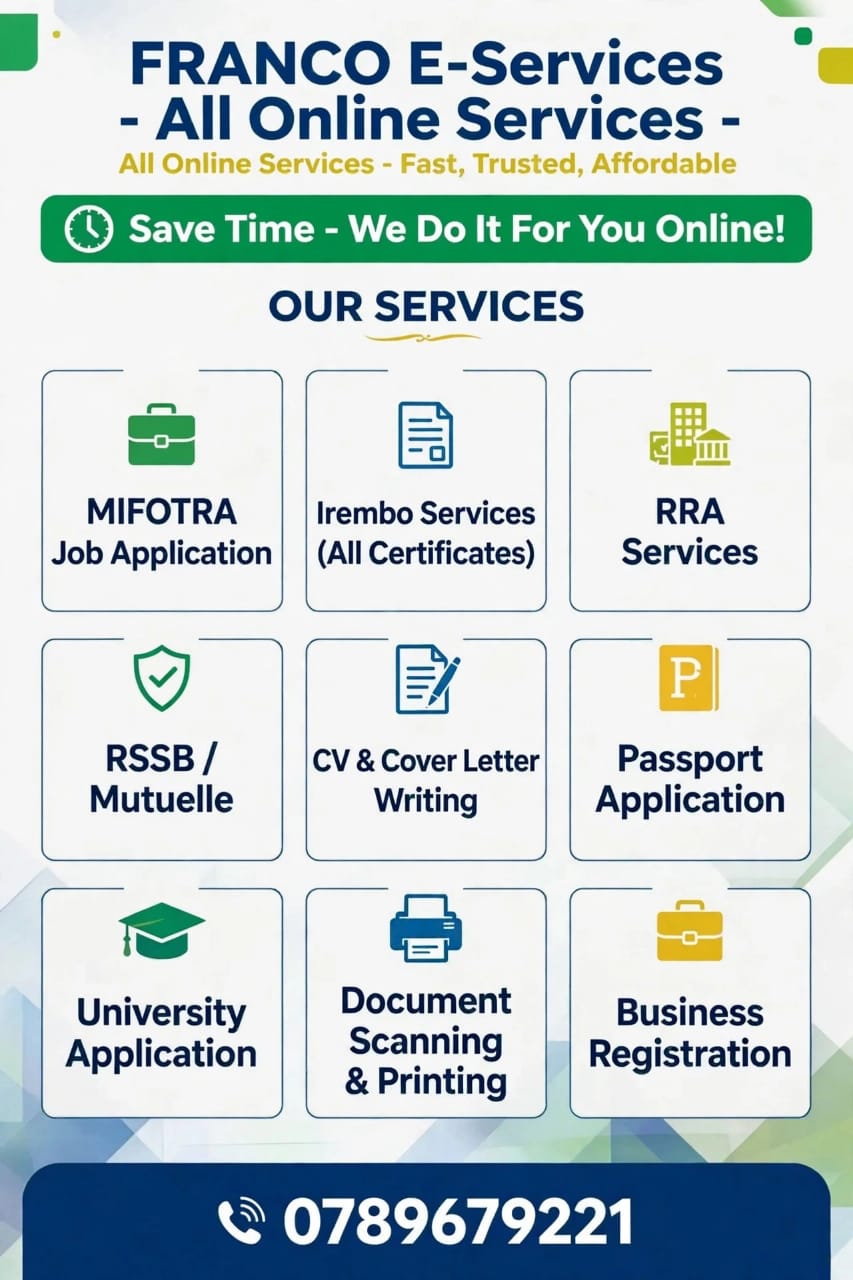 FRANCO E-Services
- All Online Services -
All Online Services - Fast, Trusted, Affordable
Save Time - We Do It For You Online!
OUR SERVICES
MIFOTRA
Job Application
Irembo Services
(All Certificates)
RRA
Services
RSSB /
Mutuelle
CV & Cover Letter
Writing
P
Passport
Application
University
Application
Document
Scanning
& Printing
Business
Registration
0789679221